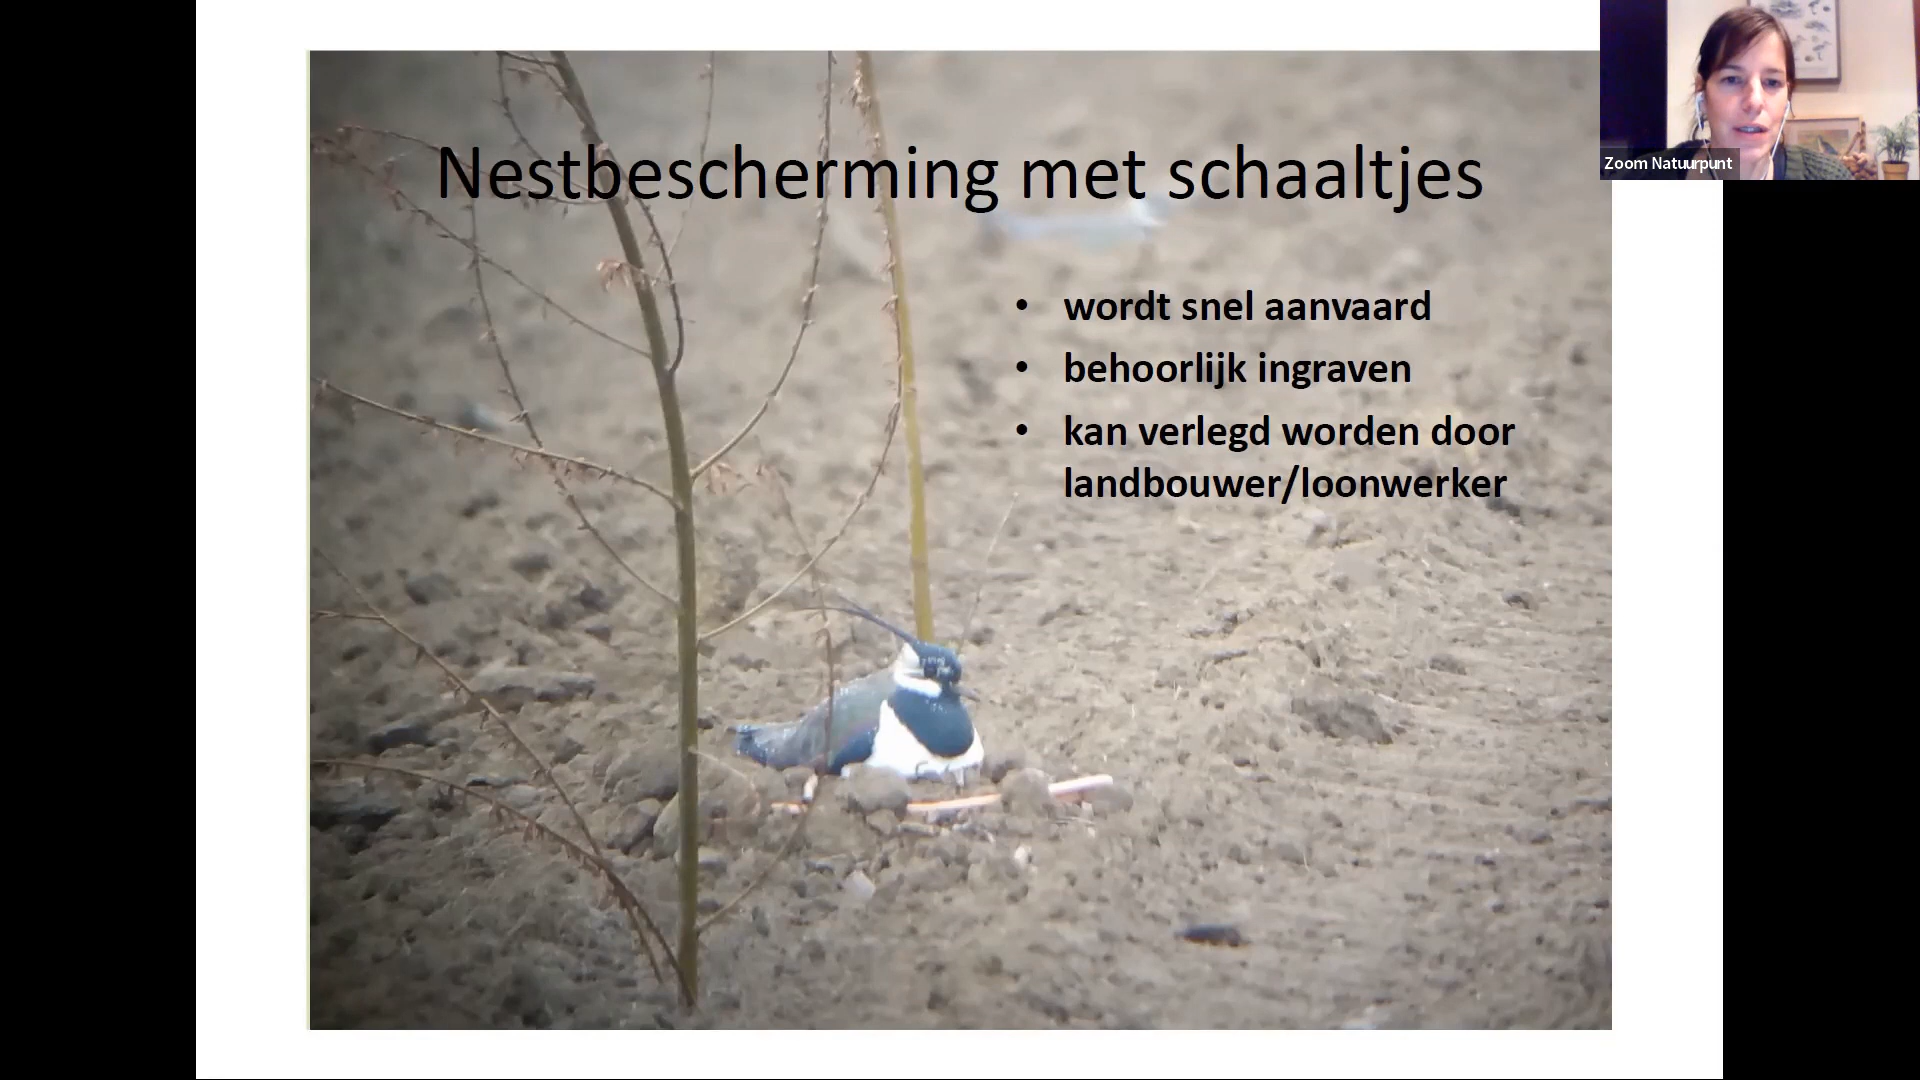 Zoom Natuurpunt
Nestbescherming met schaaltjes
• wordt snel aanvaard
• behoorlijk ingraven
• kan verlegd worden door
landbouwer/loonwerker